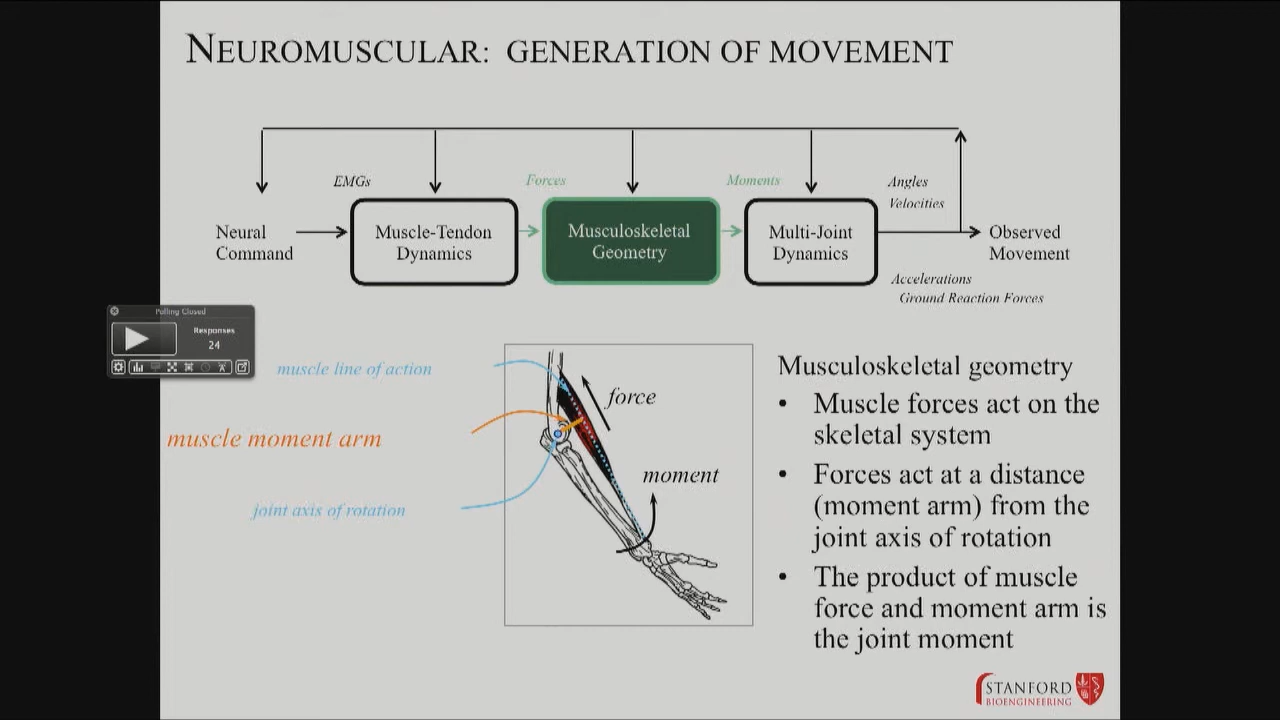 NEUROMUSCULAR: GENERATION OF MOVEMENT
EMGs
Forces
Moments
Angles
Velocities
Neural
Command
Muscle-Tendon
Dynamics
Musculoskeletal
Geometry
Multi-Joint
Dynamics
Observed
Movement
Accelerations
Ground Reaction Forces
Polling Closed
Responses
24
muscle line of action
muscle moment arm
joint axis of rotation
force
moment
Musculoskeletal geometry
• Muscle forces act on the
skeletal system
• Forces act at a distance
(moment arm) from the
joint axis of rotation
• The product of muscle
force and moment arm is
the joint moment
STANFORD
BIOENGINEERING